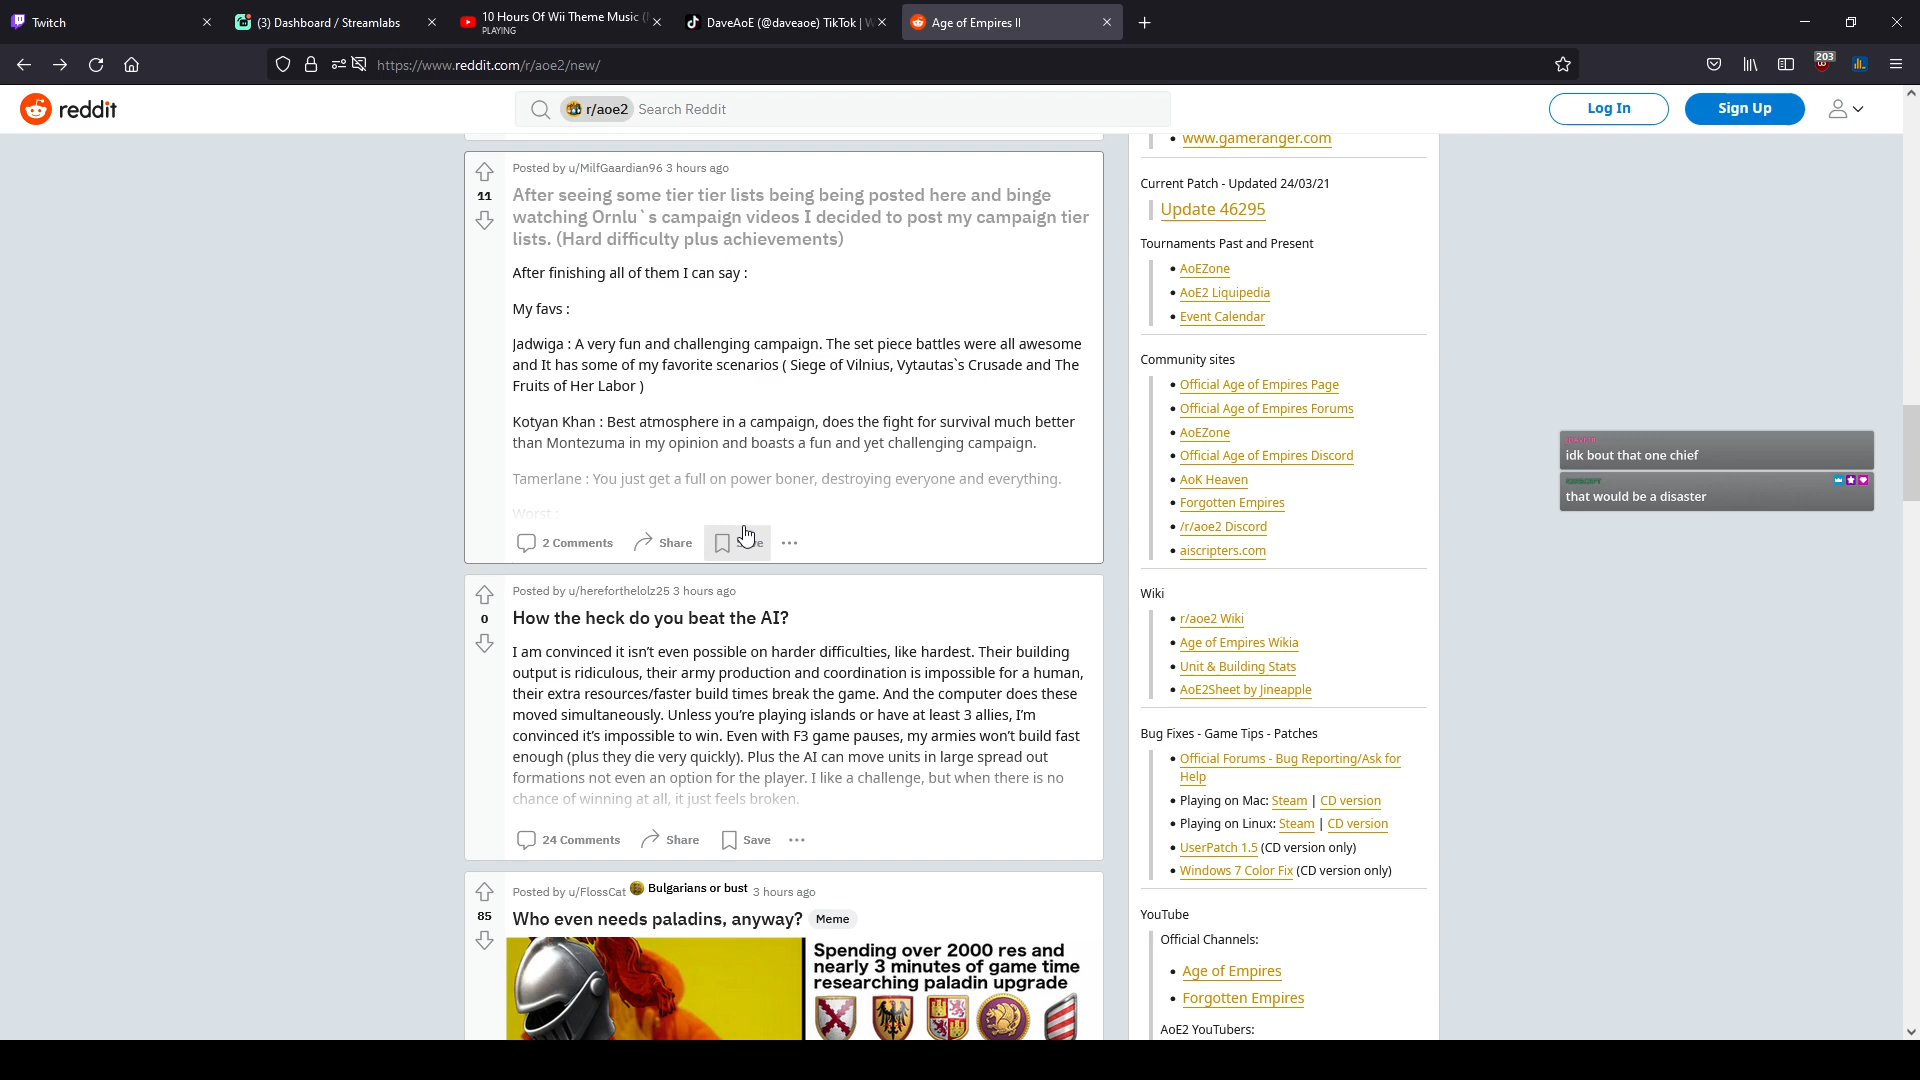 Twitch
(3) Dashboard / Streamlabs
10 Hours Of Wii Theme Music (
PLAYING
DaveAoE (@daveaoe) TikTok | W
Age of Empires II
https://www.reddit.com/r/aoe2/new/
203
reddit
r/aoe2 Search Reddit
Log In
Sign Up
Posted by u/MilfGaardian96 3 hours ago
11
After seeing some tier tier lists being being posted here and binge
watching Ornlu`s campaign videos I decided to post my campaign tier
lists. (Hard difficulty plus achievements)
After finishing all of them I can say :
My favs :
Jadwiga : A very fun and challenging campaign. The set piece battles were all awesome
and It has some of my favorite scenarios ( Siege of Vilnius, Vytautas`s Crusade and The
Fruits of Her Labor )
Kotyan Khan : Best atmosphere in a campaign, does the fight for survival much better
than Montezuma in my opinion and boasts a fun and yet challenging campaign.
Tamerlane : You just get a full on power boner, destroying everyone and everything.
Worst :
2 Comments
Share
Save
Posted by u/hereforthelolz25 3 hours ago
0
How the heck do you beat the AI?
I am convinced it isn’t even possible on harder difficulties, like hardest. Their building
output is ridiculous, their army production and coordination is impossible for a human,
their extra resources/faster build times break the game. And the computer does these
moved simultaneously. Unless you’re playing islands or have at least 3 allies, I’m
convinced it’s impossible to win. Even with F3 game pauses, my armies won’t build fast
enough (plus they die very quickly). Plus the AI can move units in large spread out
formations not even an option for the player. I like a challenge, but when there is no
chance of winning at all, it just feels broken.
24 Comments
Share
Save
Posted by u/FlossCat Bulgarians or bust 3 hours ago
85
Who even needs paladins, anyway? Meme
Spending over 2000 res and
nearly 3 minutes of game time
researching paladin upgrade
www.gameranger.com
Current Patch - Updated 24/03/21
Update 46295
Tournaments Past and Present
AoEZone
AoE2 Liquipedia
Event Calendar
Community sites
Official Age of Empires Page
Official Age of Empires Forums
AoEZone
Official Age of Empires Discord
AoK Heaven
Forgotten Empires
/r/aoe2 Discord
aiscripters.com
Wiki
r/aoe2 Wiki
Age of Empires Wikia
Unit & Building Stats
AoE2Sheet by Jineapple
Bug Fixes - Game Tips - Patches
Official Forums - Bug Reporting/Ask for
Help
Playing on Mac: Steam | CD version
Playing on Linux: Steam | CD version
UserPatch 1.5 (CD version only)
Windows 7 Color Fix (CD version only)
YouTube
Official Channels:
Age of Empires
Forgotten Empires
AoE2 YouTubers:
idk bout that one chief
that would be a disaster